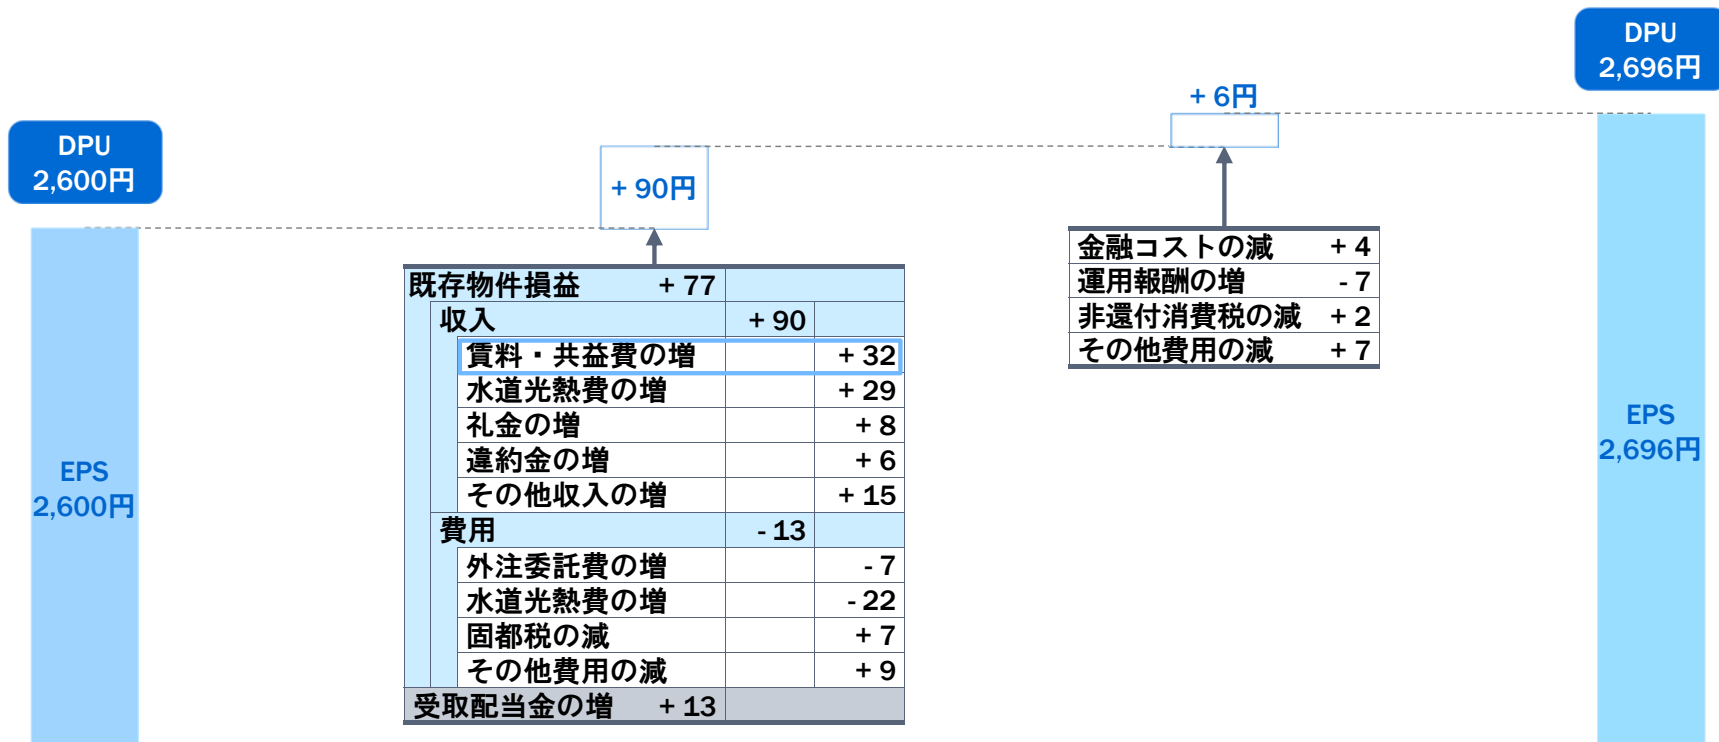 DPU
2,600円
EPS
2,600円
+ 90円
既存物件損益 + 77
収入 + 90
賃料・共益費の増 + 32
水道光熱費の増 + 29
礼金の増 + 8
違約金の増 + 6
その他収入の増 + 15
費用 - 13
外注委託費の増 - 7
水道光熱費の増 - 22
固都税の減 + 7
その他費用の減 + 9
受取配当金の増 + 13
+ 6円
金融コストの減 + 4
運用報酬の増 - 7
非還付消費税の減 + 2
その他費用の減 + 7
DPU
2,696円
EPS
2,696円